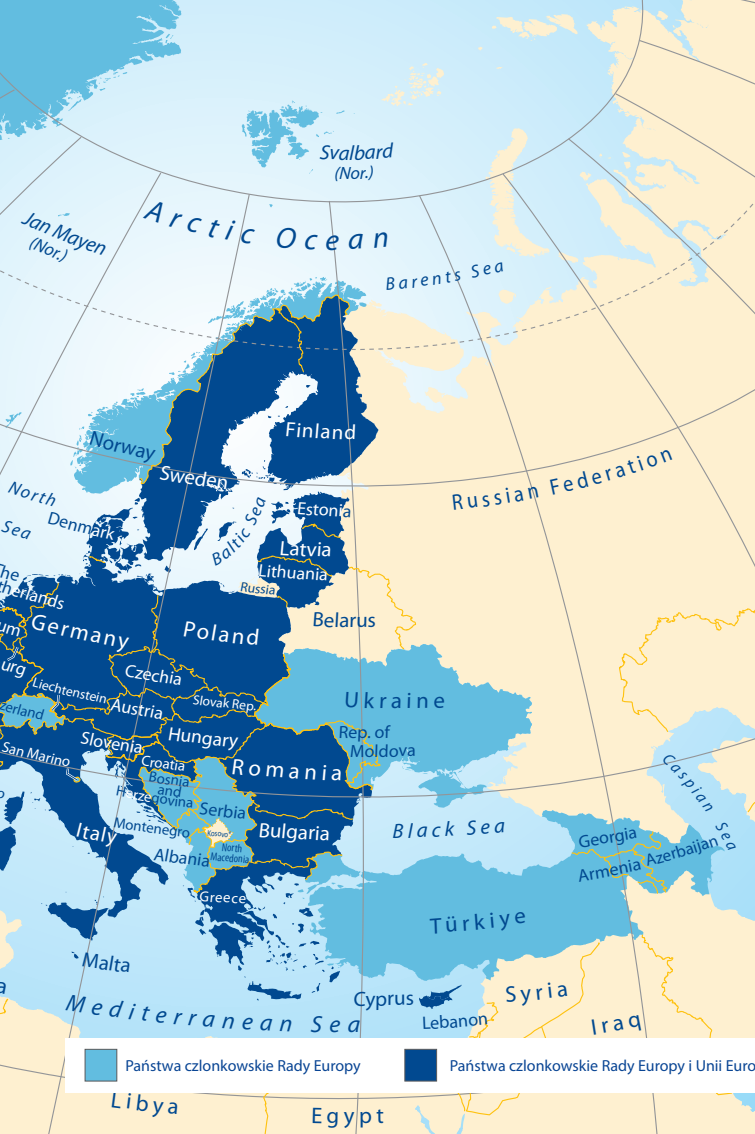 Svalbard
(Nor.)
Jan Mayen
(Nor.)
Arctic Ocean
Barents Sea
Norway
Finland
Sweden
Russian Federation
North
Sea
Estonia
Denmark
Baltic Sea
Latvia
Lithuania
The
therlands
Russia
Belarus
um
Germany
Poland
urg
Czechia
Liechtenstein
Slovak Rep.
Ukraine
zerland
Austria
Rep. of
Moldova
San Marino
Slovenia
Hungary
Croatia
Romania
Caspian Sea
Bosnia
and
Herzegovina
o
Serbia
Montenegro
Kosovo*
Italy
Bulgaria
Black Sea
Georgia
Albania
North
Macedonia
Armenia
Azerbaijan
Greece
Türkiye
Malta
Cyprus
Syria
a
Mediterranean Sea
Lebanon
Iraq
Państwa czlonkowskie Rady Europy
Państwa czlonkowskie Rady Europy i Unii Euro
Libya
Egypt